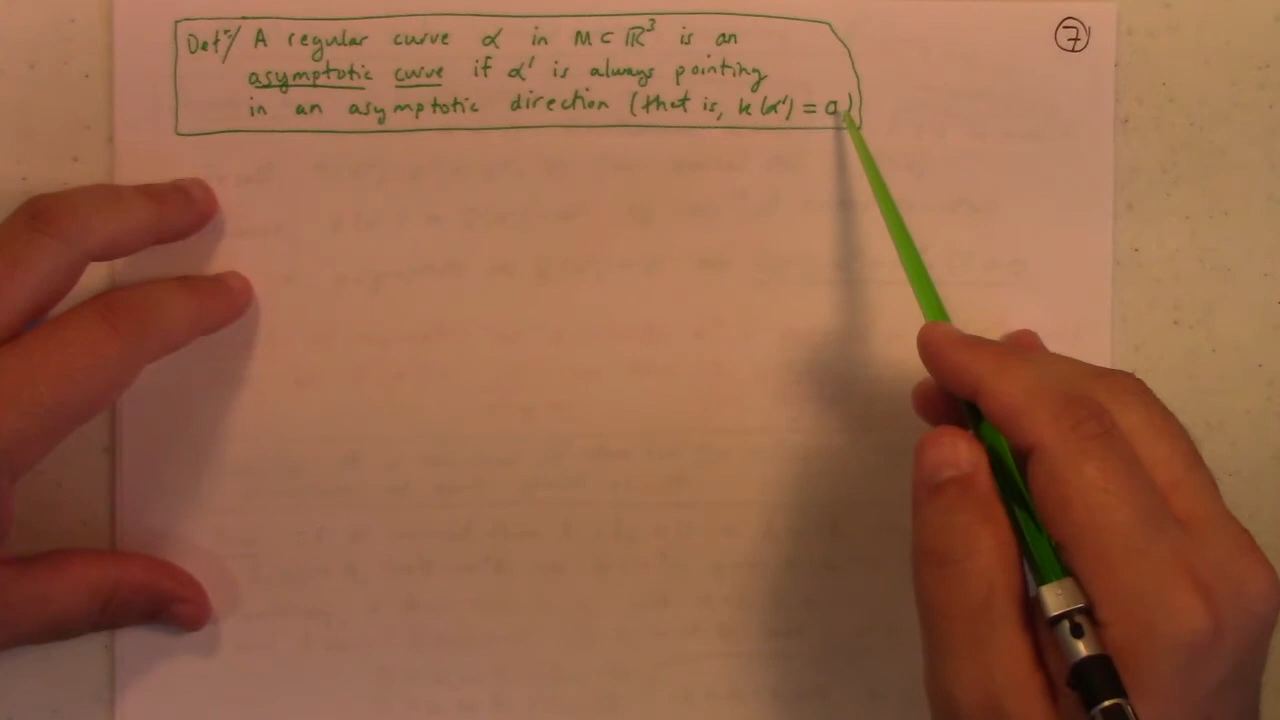 Defⁿ/ A regular curve α in M ⊂ ℝ³ is an
asymptotic curve if α' is always pointing
in an asymptotic direction (that is, k(α') = 0)
7